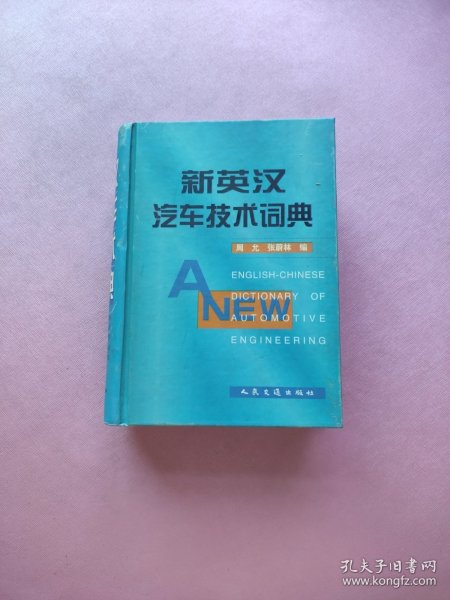 新英汉
汽车技术词典
周 允 张蔚林 编
A NEW
ENGLISH-CHINESE
DICTIONARY OF
AUTOMOTIVE
ENGINEERING
人民交通出版社
孔夫子旧书网
www.kongfz.com